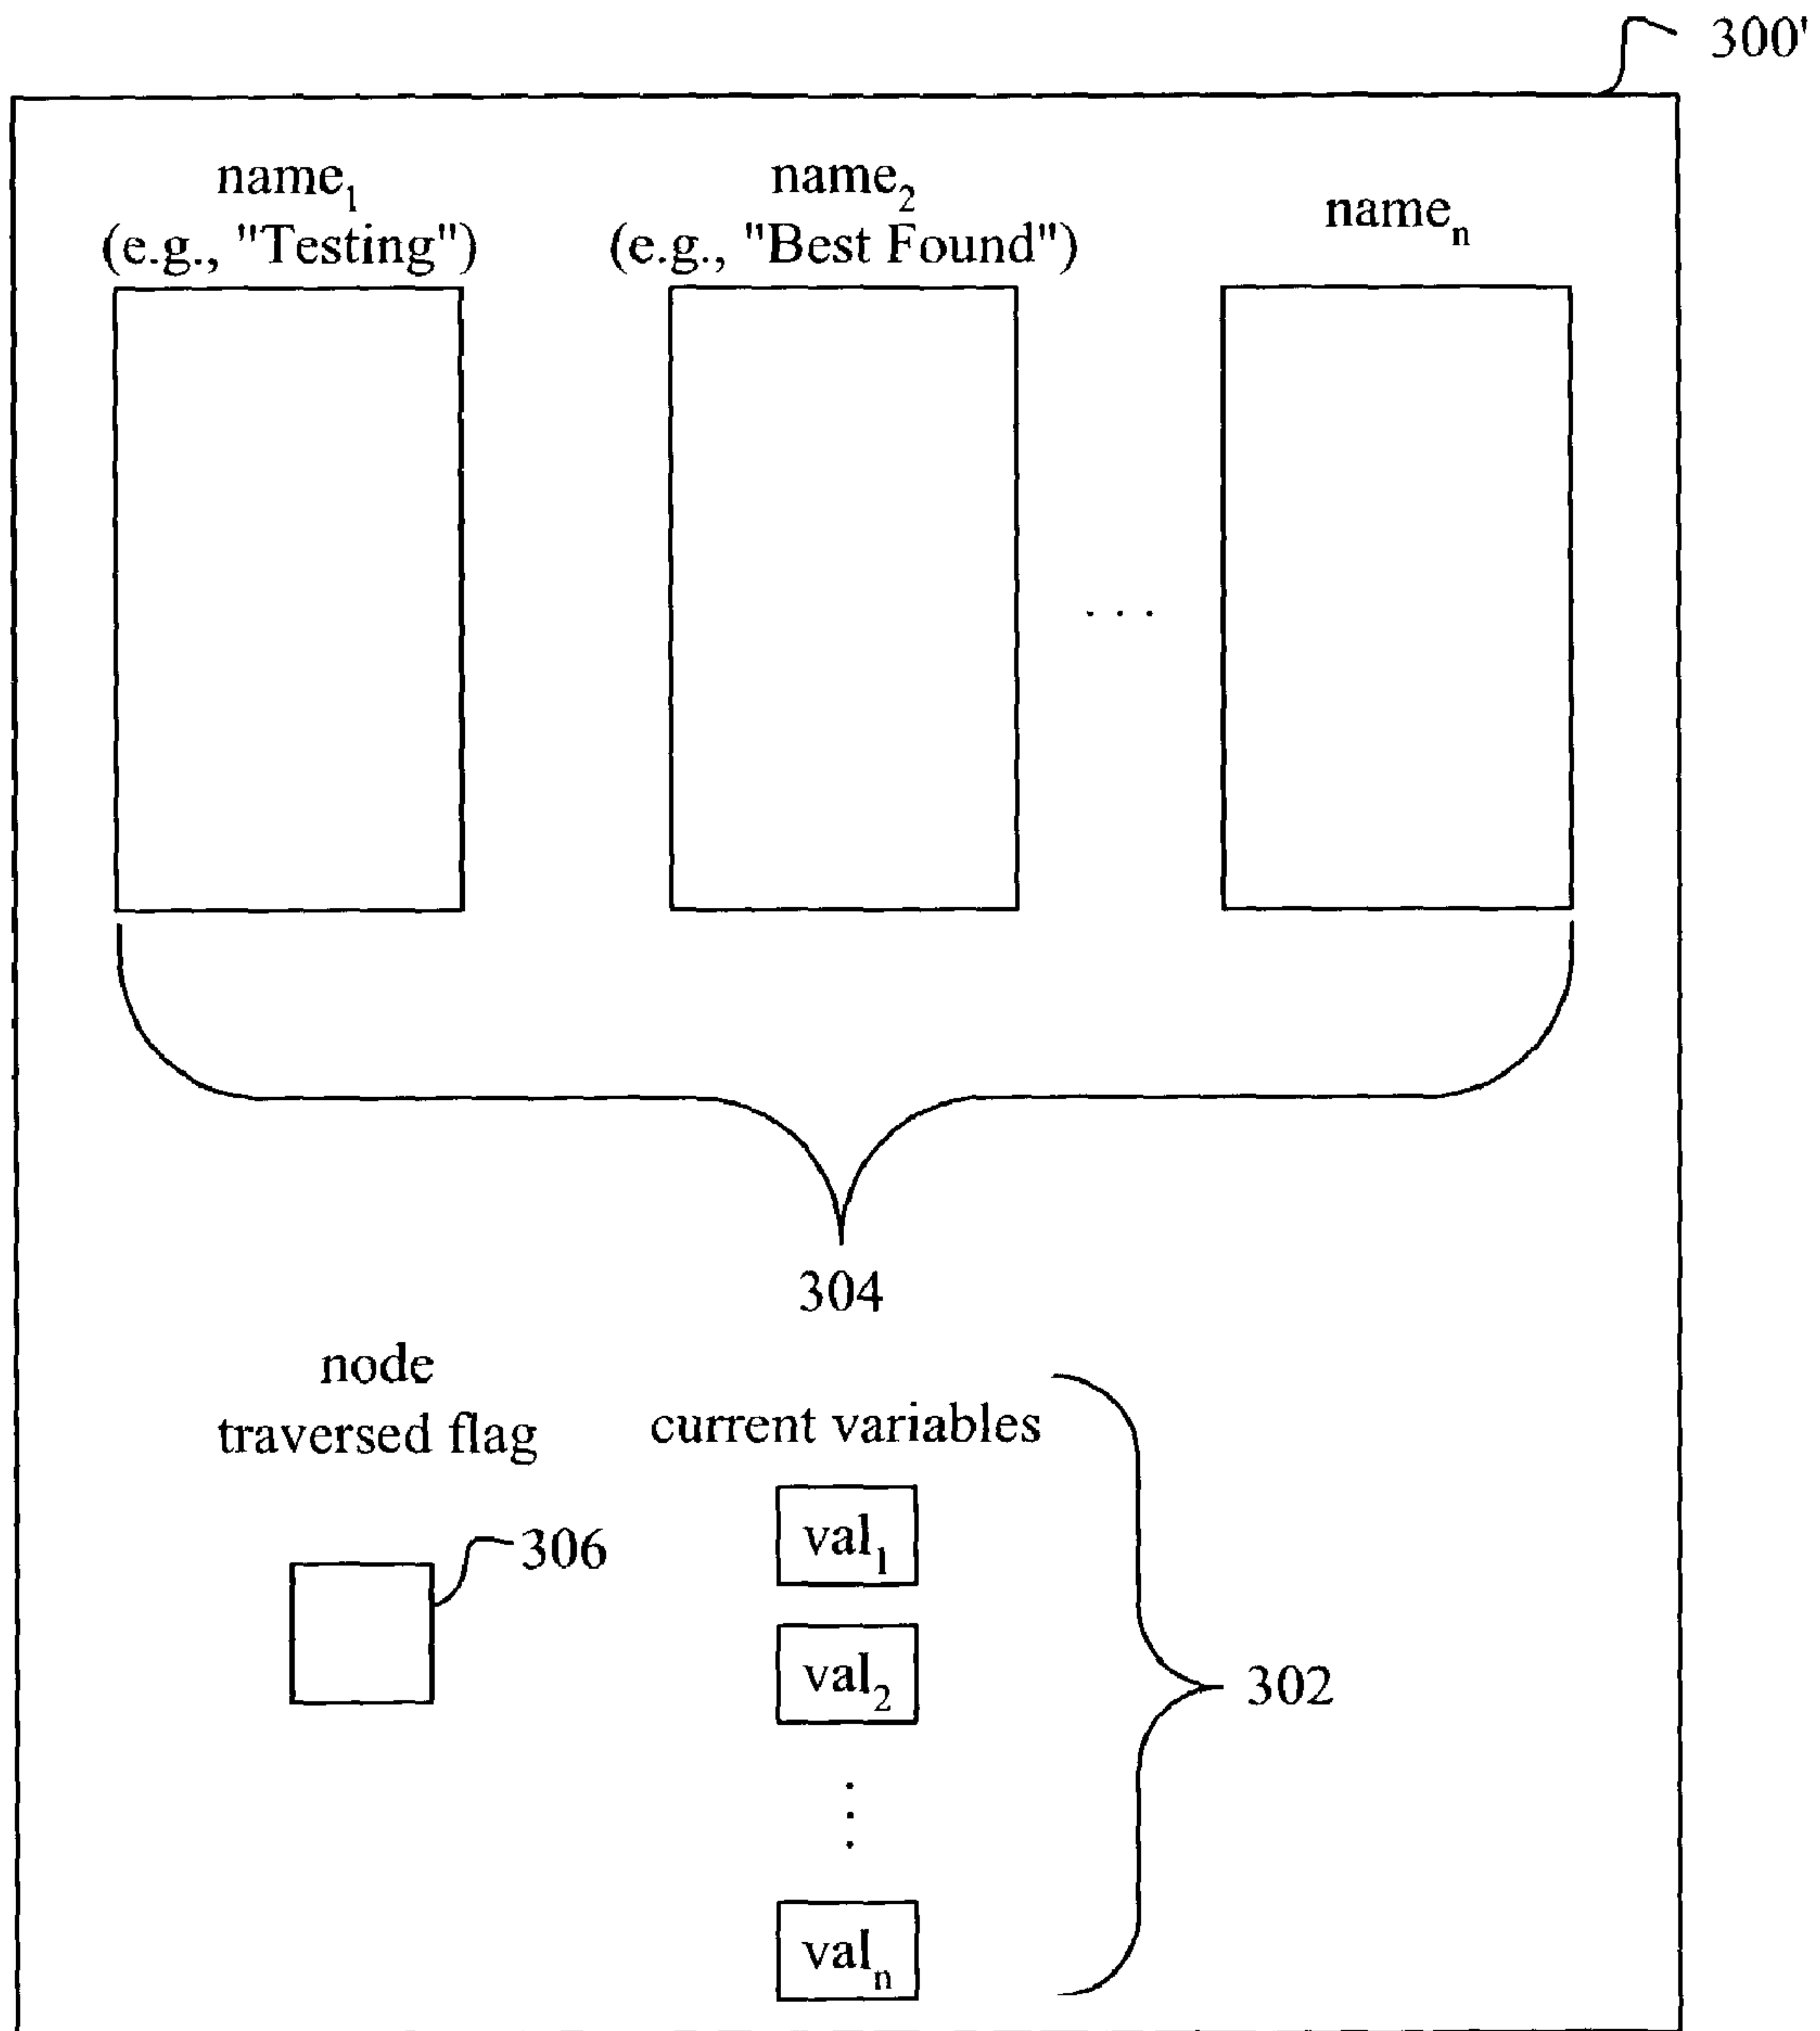 300'
name₁
(e.g., "Testing")
name₂
(e.g., "Best Found")
nameₙ
. . .
304
node
traversed flag
306
current variables
val₁
val₂
valₙ
302